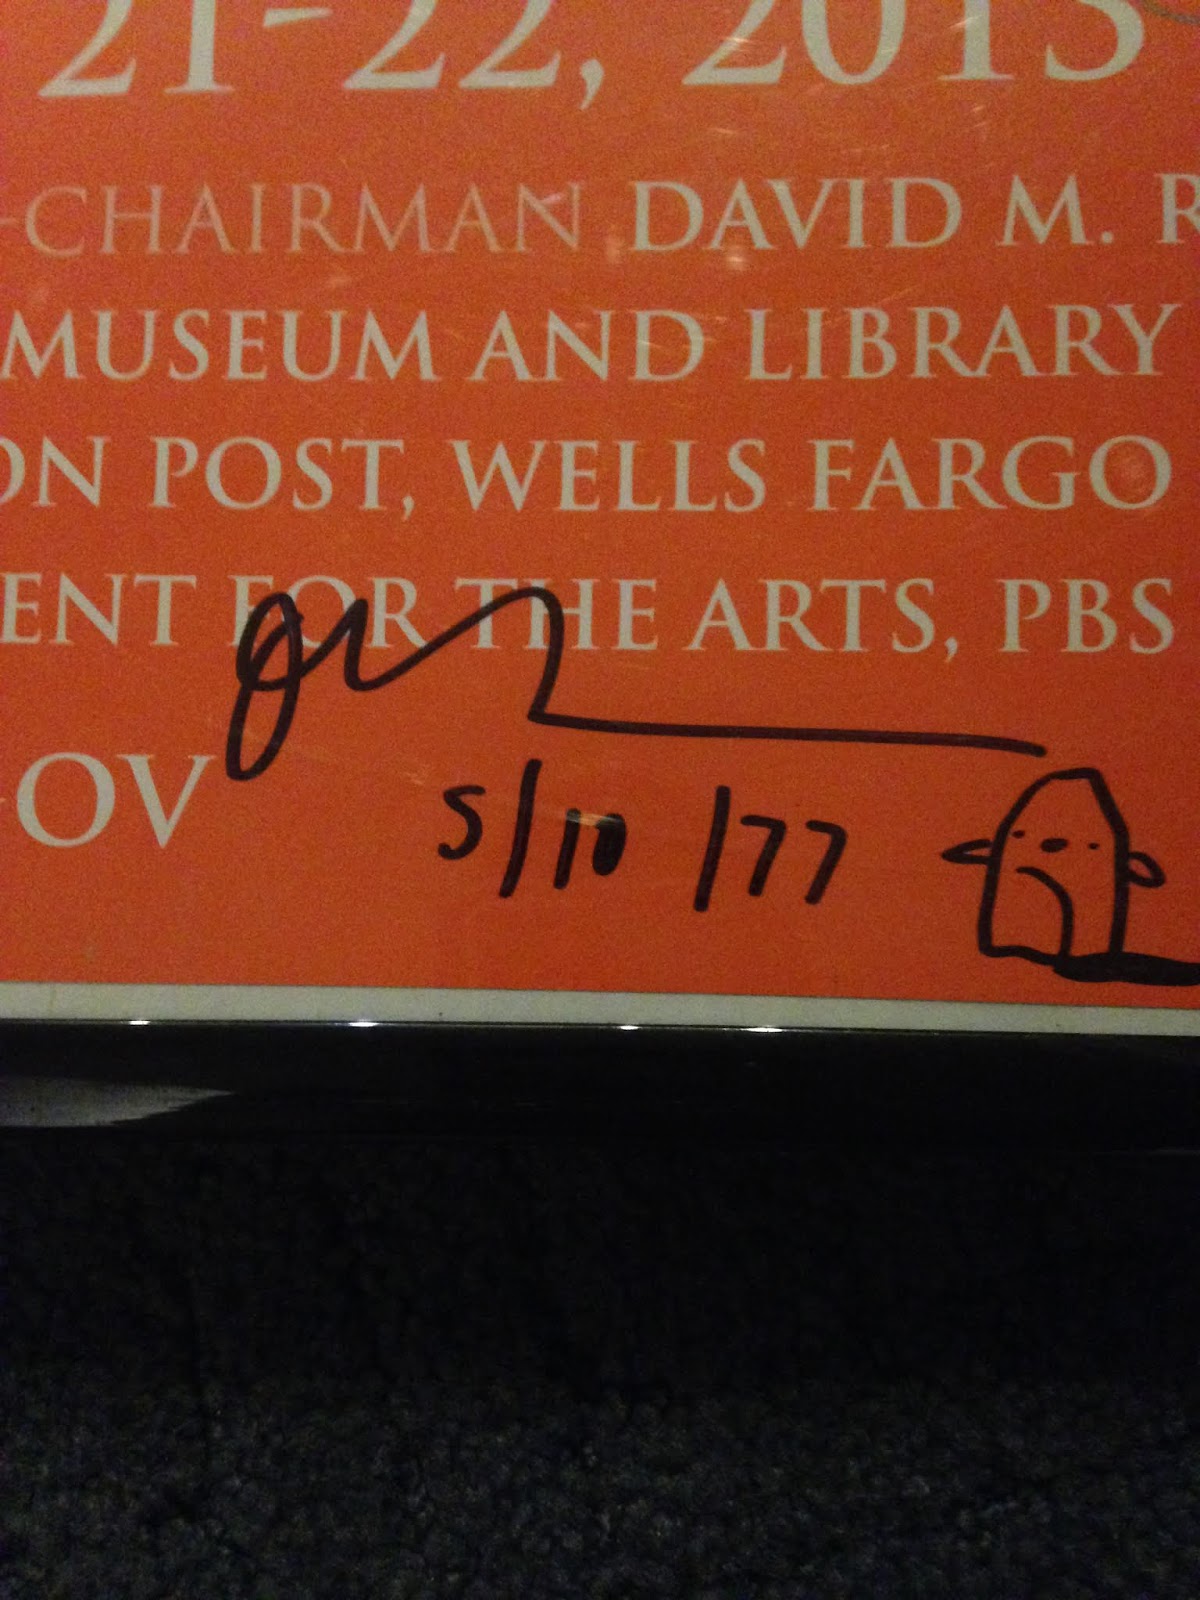 21-22, 2013
-CHAIRMAN DAVID M. R
MUSEUM AND LIBRARY
ON POST, WELLS FARGO
ENT FOR THE ARTS, PBS
OV
5/10/77